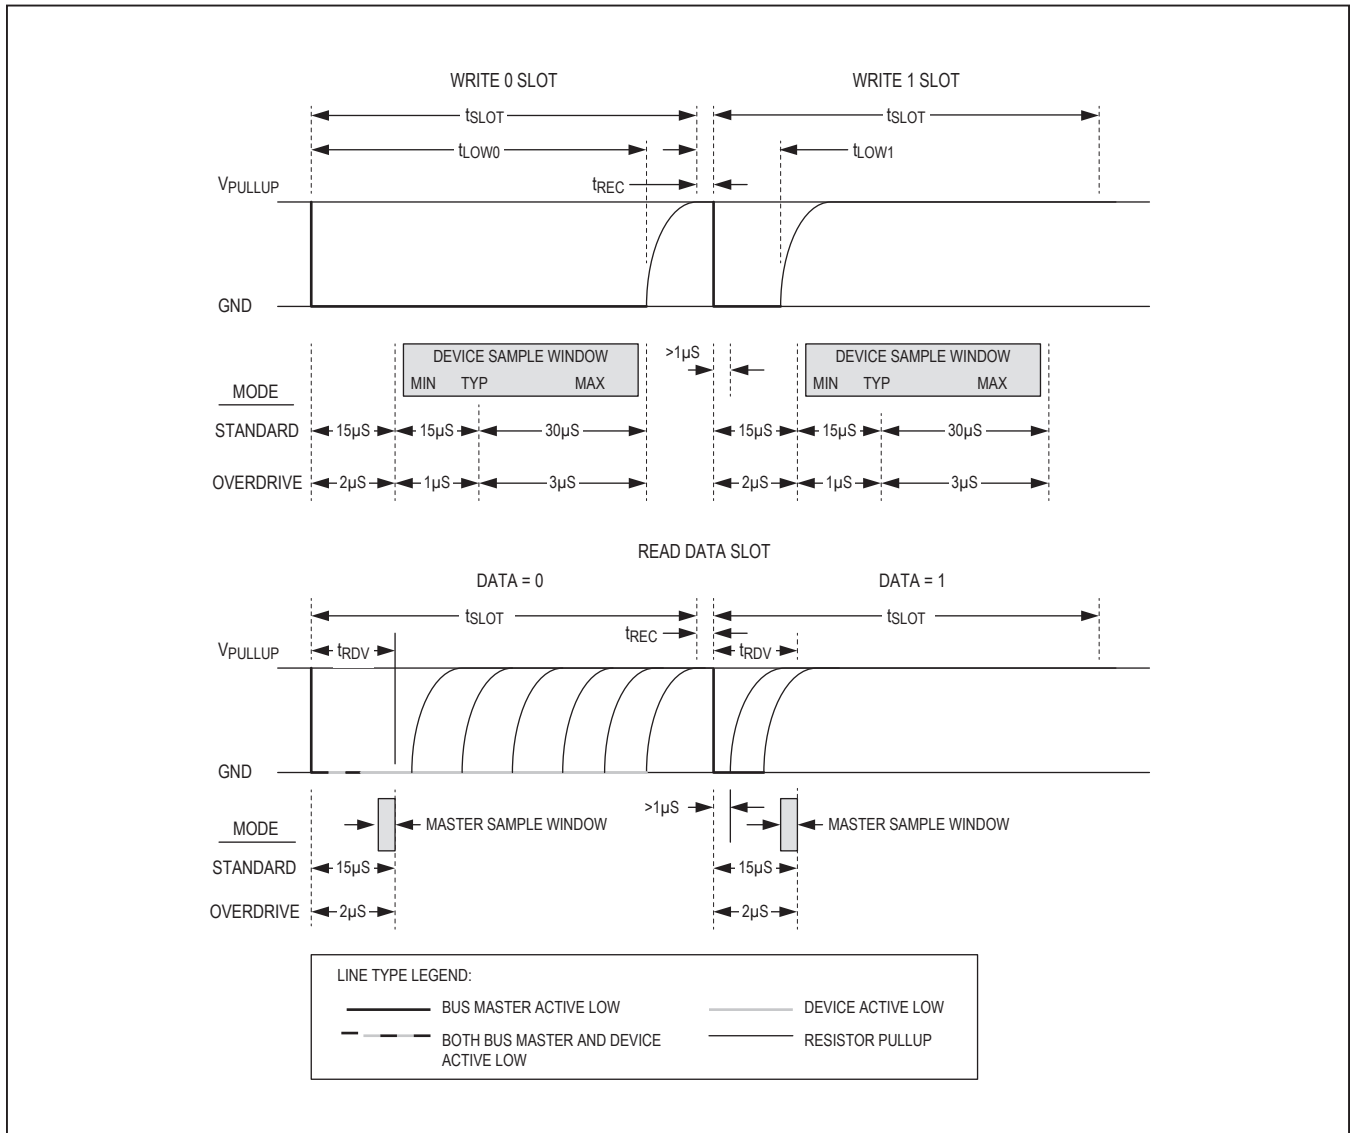 WRITE 0 SLOT WRITE 1 SLOT
tSLOT tSLOT
tLOW0 tLOW1
VPULLUP tREC
GND
DEVICE SAMPLE WINDOW >1µS DEVICE SAMPLE WINDOW
MIN TYP MAX MIN TYP MAX
MODE
STANDARD 15µS 15µS 30µS 15µS 15µS 30µS
OVERDRIVE 2µS 1µS 3µS 2µS 1µS 3µS
READ DATA SLOT
DATA = 0 DATA = 1
tSLOT tSLOT
tREC
VPULLUP tRDV tRDV
GND
>1µS
MODE MASTER SAMPLE WINDOW MASTER SAMPLE WINDOW
STANDARD 15µS 15µS
OVERDRIVE 2µS 2µS
LINE TYPE LEGEND:
BUS MASTER ACTIVE LOW DEVICE ACTIVE LOW
BOTH BUS MASTER AND DEVICE RESISTOR PULLUP
ACTIVE LOW